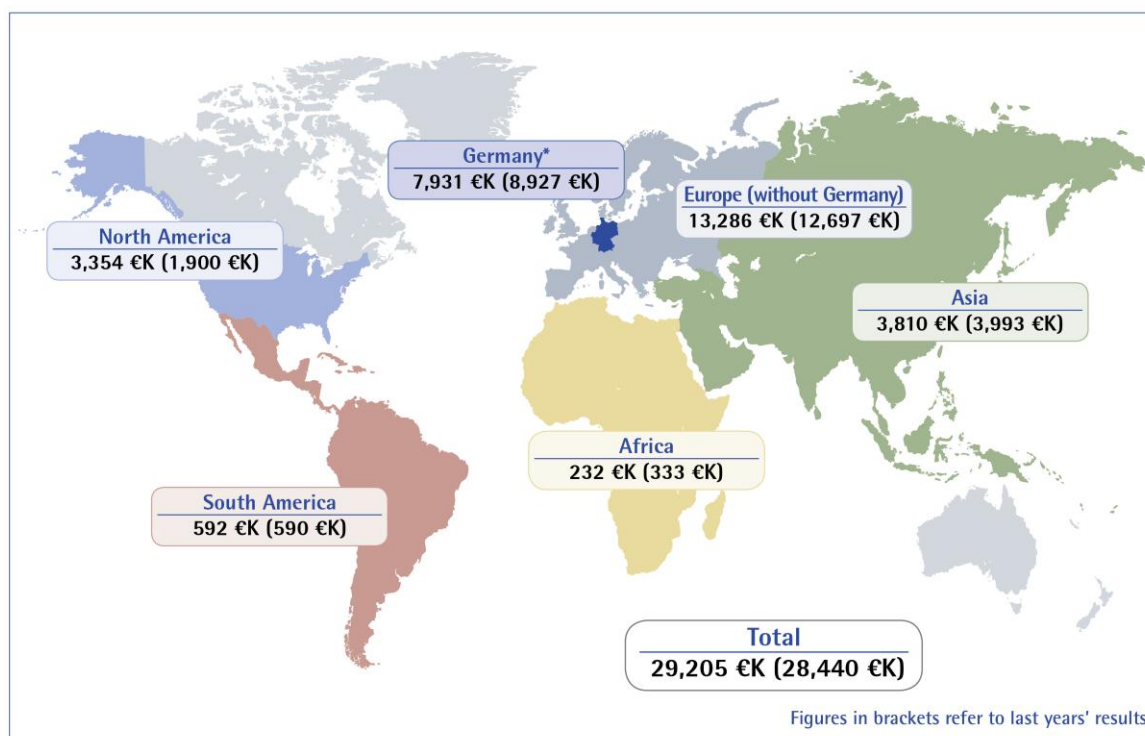 Germany*
7,931 €K (8,927 €K)
Europe (without Germany)
13,286 €K (12,697 €K)
North America
3,354 €K (1,900 €K)
Asia
3,810 €K (3,993 €K)
Africa
232 €K (333 €K)
South America
592 €K (590 €K)
Total
29,205 €K (28,440 €K)
Figures in brackets refer to last years' results